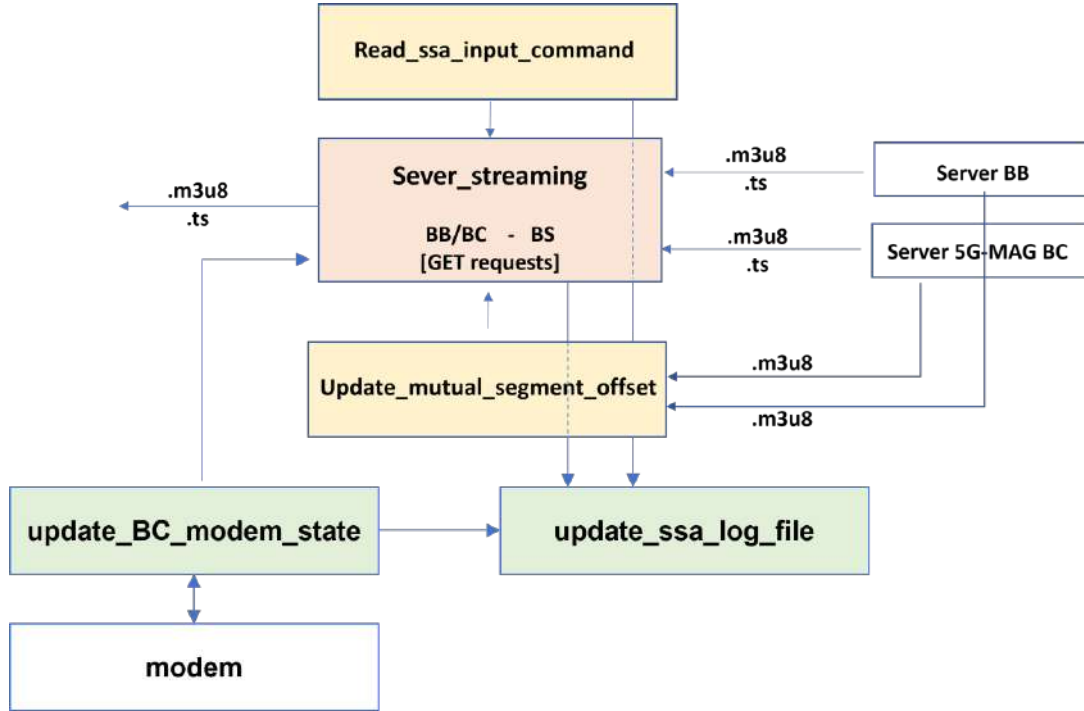 Read_ssa_input_command
Sever_streaming
BB/BC - BS
[GET requests]
.m3u8
.ts
.m3u8
.ts
Server BB
.m3u8
.ts
Server 5G-MAG BC
Update_mutual_segment_offset
.m3u8
.m3u8
update_BC_modem_state
update_ssa_log_file
modem